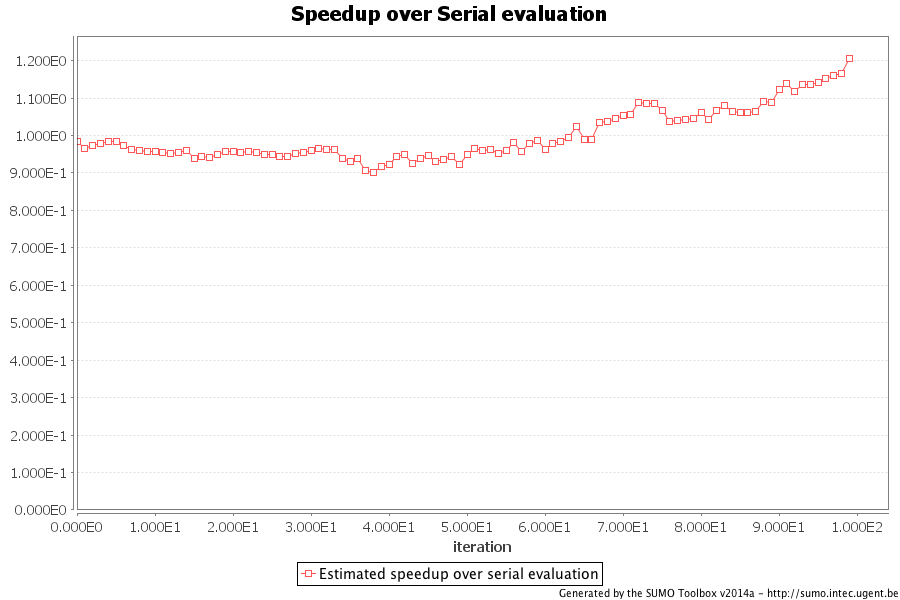 Speedup over Serial evaluation
1.200E0
1.100E0
1.000E0
9.000E-1
8.000E-1
7.000E-1
6.000E-1
5.000E-1
4.000E-1
3.000E-1
2.000E-1
1.000E-1
0.000E0
0.000E0 1.000E1 2.000E1 3.000E1 4.000E1 5.000E1 6.000E1 7.000E1 8.000E1 9.000E1 1.000E2
iteration
Estimated speedup over serial evaluation
Generated by the SUMO Toolbox v2014a - http://sumo.intec.ugent.be